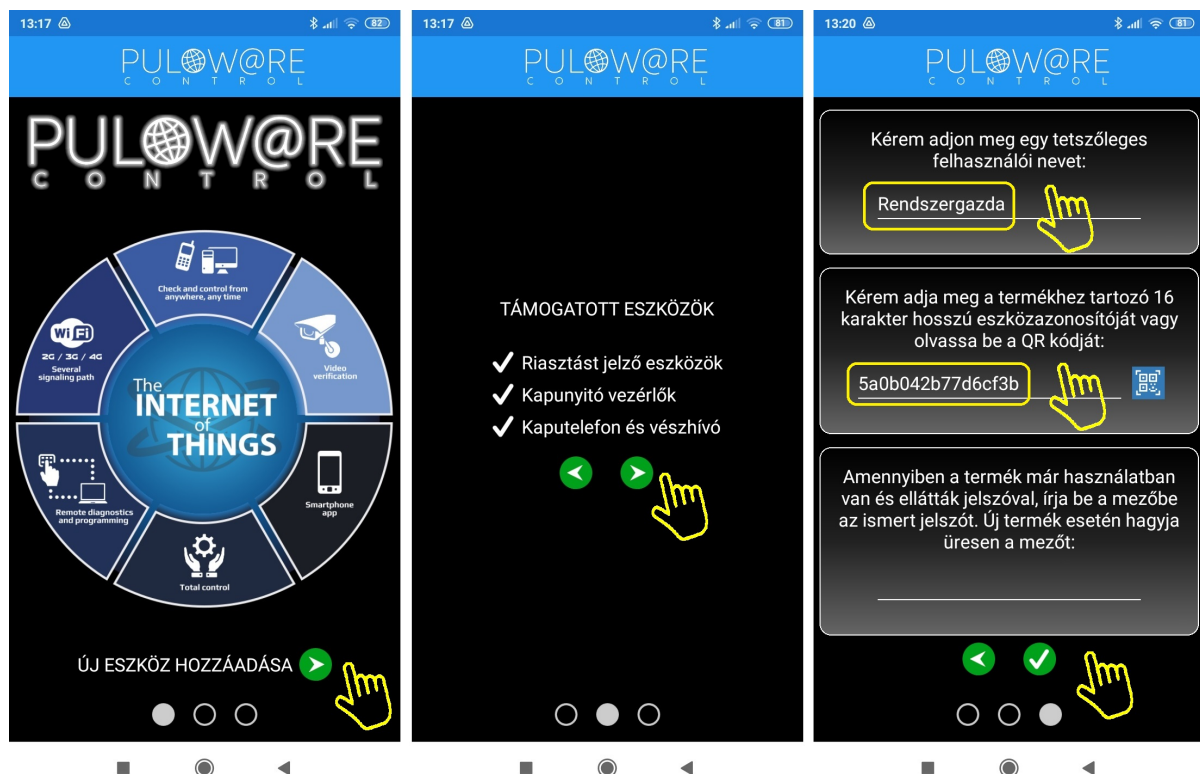 13:17
82
PULOW@RE
CONTROL
PULOW@RE
CONTROL
Check and control from
anywhere, any time
WiFi
2G / 3G / 4G
Several
signaling path
Video
verification
The
INTERNET
of
THINGS
Remote diagnostics
and programming
Smartphone
app
Total control
ÚJ ESZKÖZ HOZZÁADÁSA
13:17
81
PULOW@RE
CONTROL
TÁMOGATOTT ESZKÖZÖK
Riasztást jelző eszközök
Kapunyitó vezérlők
Kaputelefon és vészhívó
13:20
81
PULOW@RE
CONTROL
Kérem adjon meg egy tetszőleges
felhasználói nevet:
Rendszergazda
Kérem adja meg a termékhez tartozó 16
karakter hosszú eszközazonosítóját vagy
olvassa be a QR kódját:
5a0b042b77d6cf3b
Amennyiben a termék már használatban
van és ellátták jelszóval, írja be a mezőbe
az ismert jelszót. Új termék esetén hagyja
üresen a mezőt: